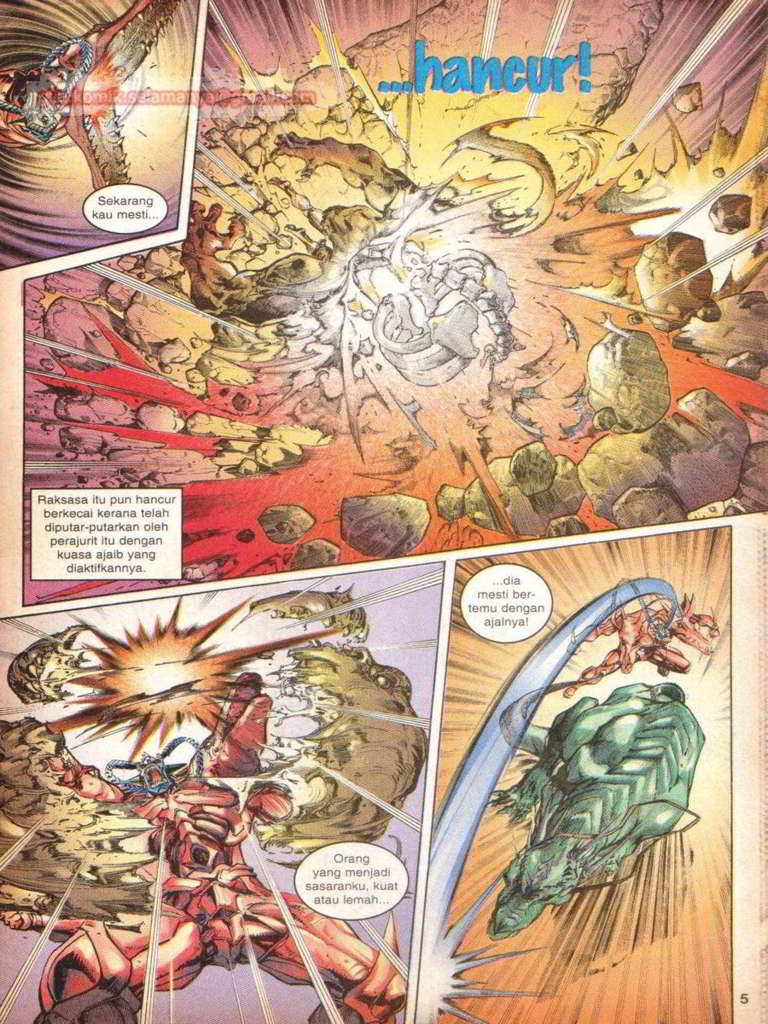 Sekarang
kau mesti...
...hancur!
Raksasa itu pun hancur
berkecai kerana telah
diputar-putarkan oleh
perajurit itu dengan
kuasa ajaib yang
diaktifkannya.
Orang
yang menjadi
sasaranku, kuat
atau lemah...
...dia
mesti ber-
temu dengan
ajalnya!
5